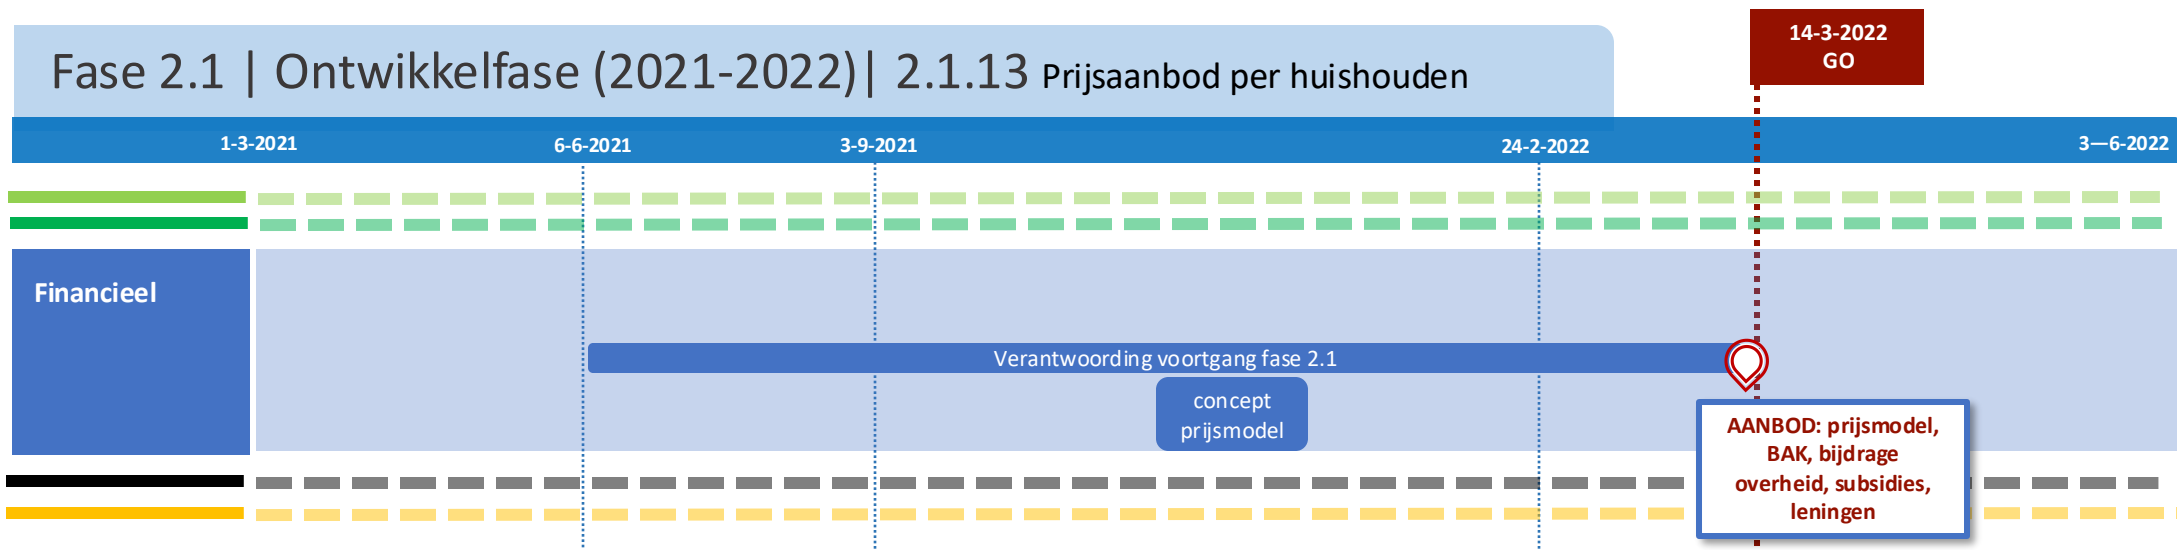 14-3-2022
GO
Fase 2.1 | Ontwikkelfase (2021-2022)| 2.1.13 Prijsaanbod per huishouden
1-3-2021 6-6-2021 3-9-2021 24-2-2022 3—6-2022
Financieel
Verantwoording voortgang fase 2.1
concept
prijsmodel
AANBOD: prijsmodel,
BAK, bijdrage
overheid, subsidies,
leningen